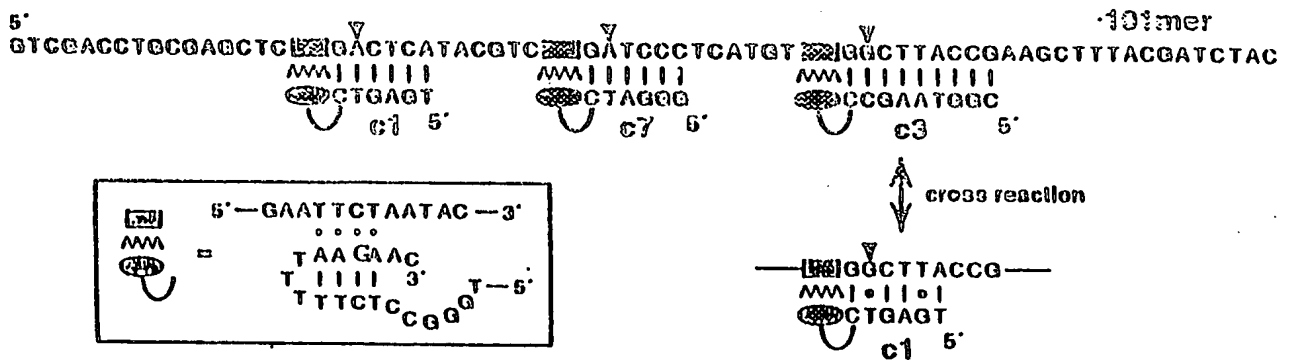 ·101mer
5'
GTCGACCTGCGAGCTC GACTCATACGTC GATCCCTCATGT GGCTTACCGAAGCTTTACGATCTAC
CTGAGT CTAGGG CCGAATGGC
c1 5' c7 5' c3 5'
cross reaction
5'—GAATTCTAATAC—3'
TAAGAAC
T 3'
TTTCTCCGGGT—5'
=
GGCTTACCG
CTGAGT
c1 5'